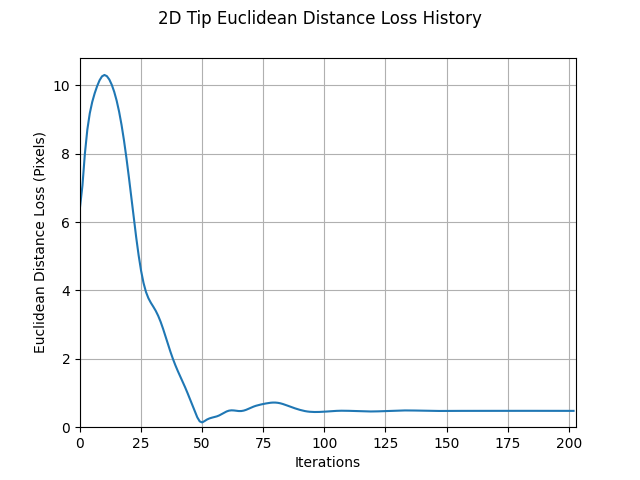 2D Tip Euclidean Distance Loss History
Euclidean Distance Loss (Pixels)
10
8
6
4
2
0
0 25 50 75 100 125 150 175 200
Iterations